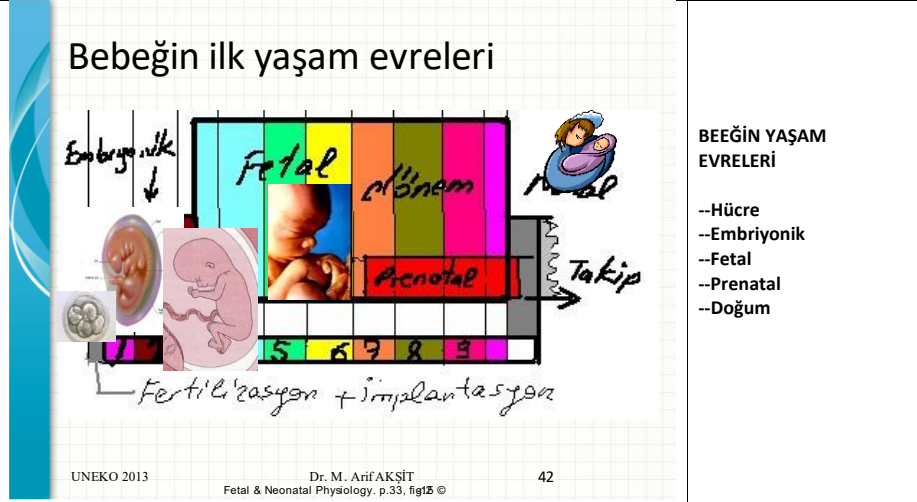 Bebeğin ilk yaşam evreleri
Embriyonik
Fetal dönem
Prenatal
Takip
1
5 6 7 8 9
Fertilizasyon + implantasyon
UNEKO 2013
Dr. M. Arif AKŞİT
42
Fetal & Neonatal Physiology. p.33, ©
BEEĞİN YAŞAM
EVRELERİ
--Hücre
--Embriyonik
--Fetal
--Prenatal
--Doğum